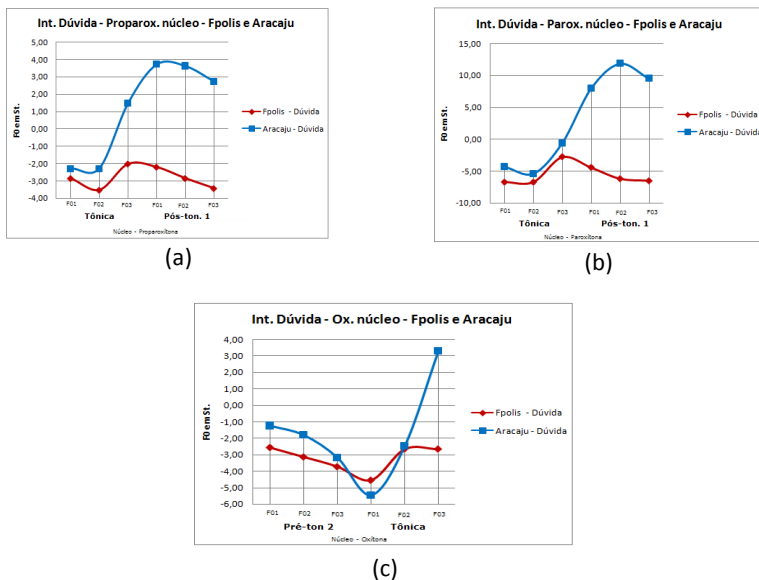 Int. Dúvida - Proparox. núcleo - Fpolis e Aracaju
5,00
4,00
3,00
2,00
1,00
0,00
-1,00
-2,00
-3,00
-4,00
F0 em St.
F01
F02
F03
F01
F02
F03
Tônica
Pós-ton. 1
Núcleo - Proparoxítona
Fpolis - Dúvida
Aracaju - Dúvida
(a)
Int. Dúvida - Parox. núcleo - Fpolis e Aracaju
15,00
10,00
5,00
0,00
-5,00
-10,00
F0 em St.
F01
F02
F03
F01
F02
F03
Tônica
Pós-ton. 1
Núcleo - Paroxítona
Fpolis - Dúvida
Aracaju - Dúvida
(b)
Int. Dúvida - Ox. núcleo - Fpolis e Aracaju
4,00
3,00
2,00
1,00
0,00
-1,00
-2,00
-3,00
-4,00
-5,00
-6,00
F0 em St.
F01
F02
F03
F01
F02
F03
Pré-ton 2
Tônica
Núcleo - Oxítona
Fpolis - Dúvida
Aracaju - Dúvida
(c)